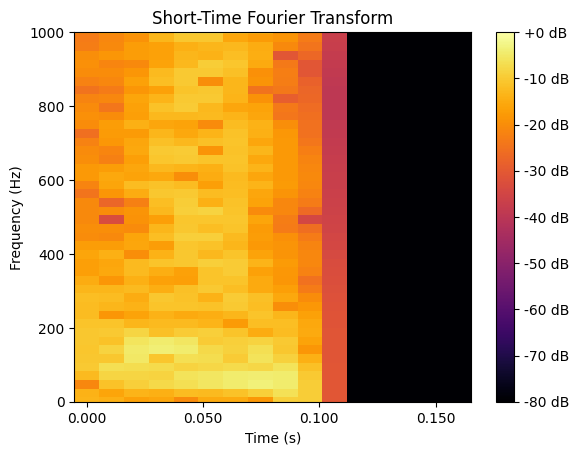 Short-Time Fourier Transform
Frequency (Hz)
1000
800
600
400
200
0
0.000 0.050 0.100 0.150
Time (s)
+0 dB
-10 dB
-20 dB
-30 dB
-40 dB
-50 dB
-60 dB
-70 dB
-80 dB